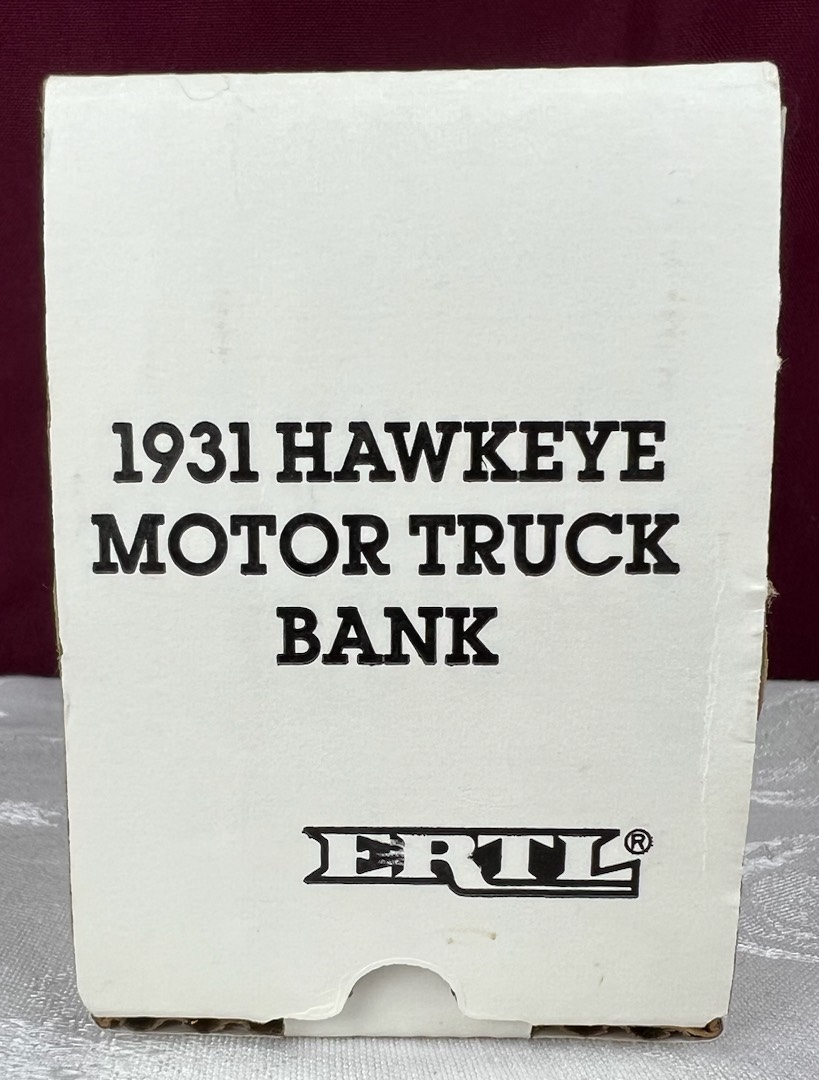 1931 HAWKEYE
MOTOR TRUCK
BANK
ERTL®